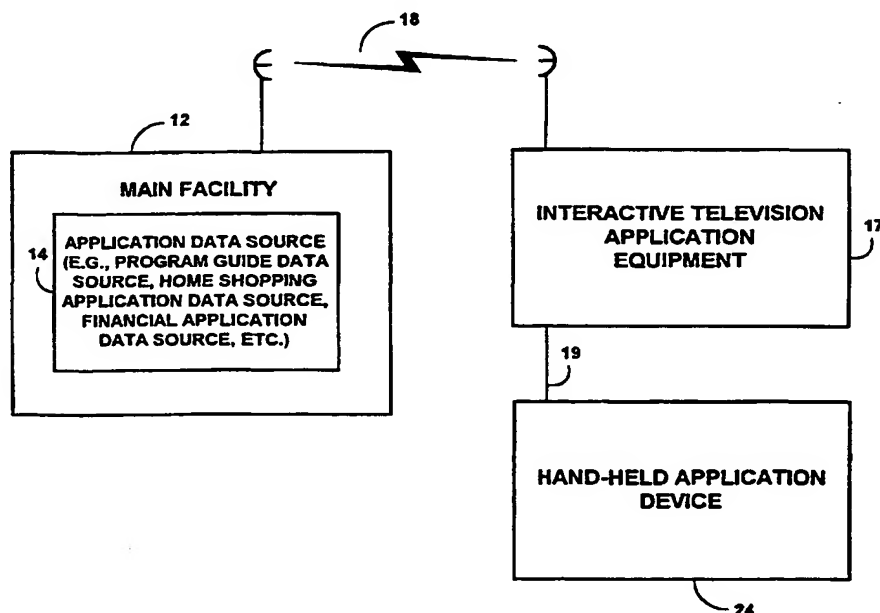 18
12
MAIN FACILITY
14
APPLICATION DATA SOURCE
(E.G., PROGRAM GUIDE DATA
SOURCE, HOME SHOPPING
APPLICATION DATA SOURCE,
FINANCIAL APPLICATION
DATA SOURCE, ETC.)
INTERACTIVE TELEVISION
APPLICATION
EQUIPMENT
17
19
HAND-HELD APPLICATION
DEVICE
24